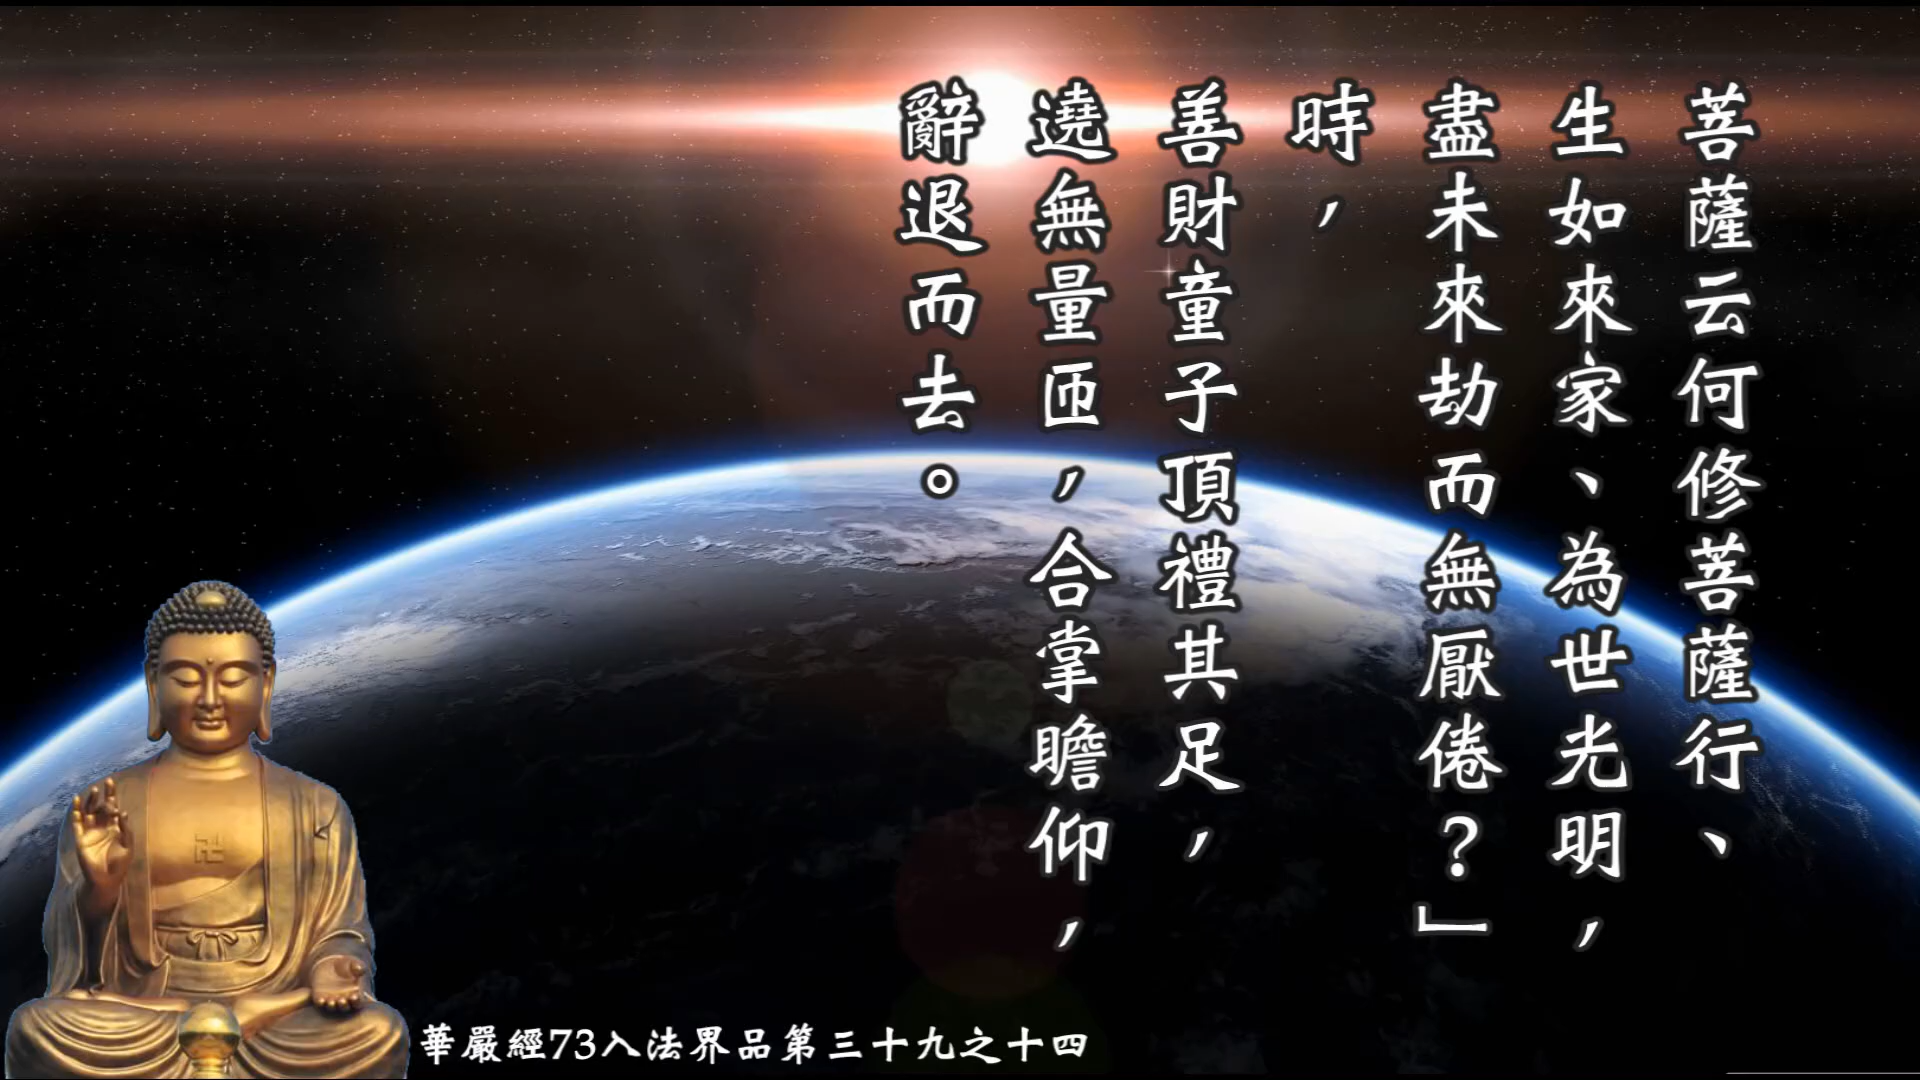 菩薩云何修菩薩行、
生如來家、為世光明，
盡未來劫而無厭倦？」
時，
善財童子頂禮其足，
遶無量匝，合掌瞻仰，
辭退而去。
華嚴經73入法界品第三十九之十四